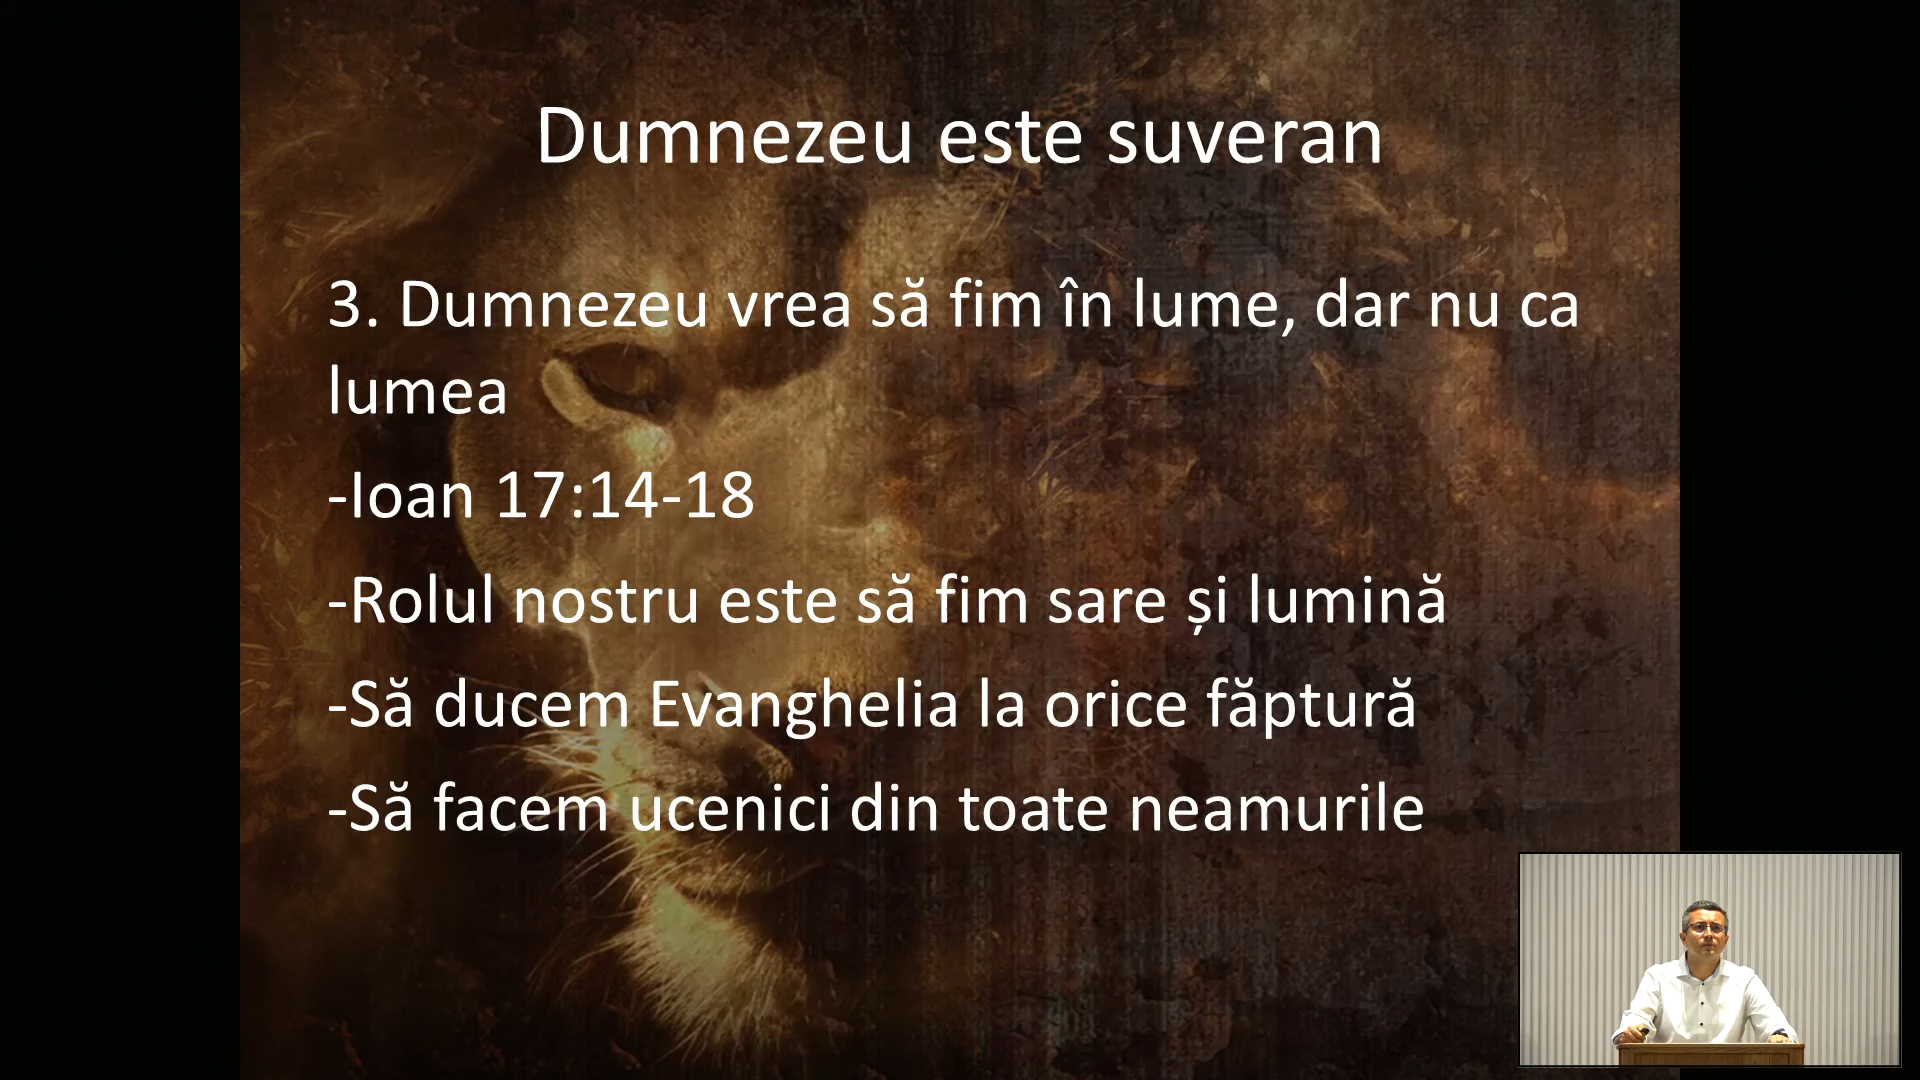 Dumnezeu este suveran
3. Dumnezeu vrea să fim în lume, dar nu ca
lumea
-Ioan 17:14-18
-Rolul nostru este să fim sare și lumină
-Să ducem Evanghelia la orice făptură
-Să facem ucenici din toate neamurile